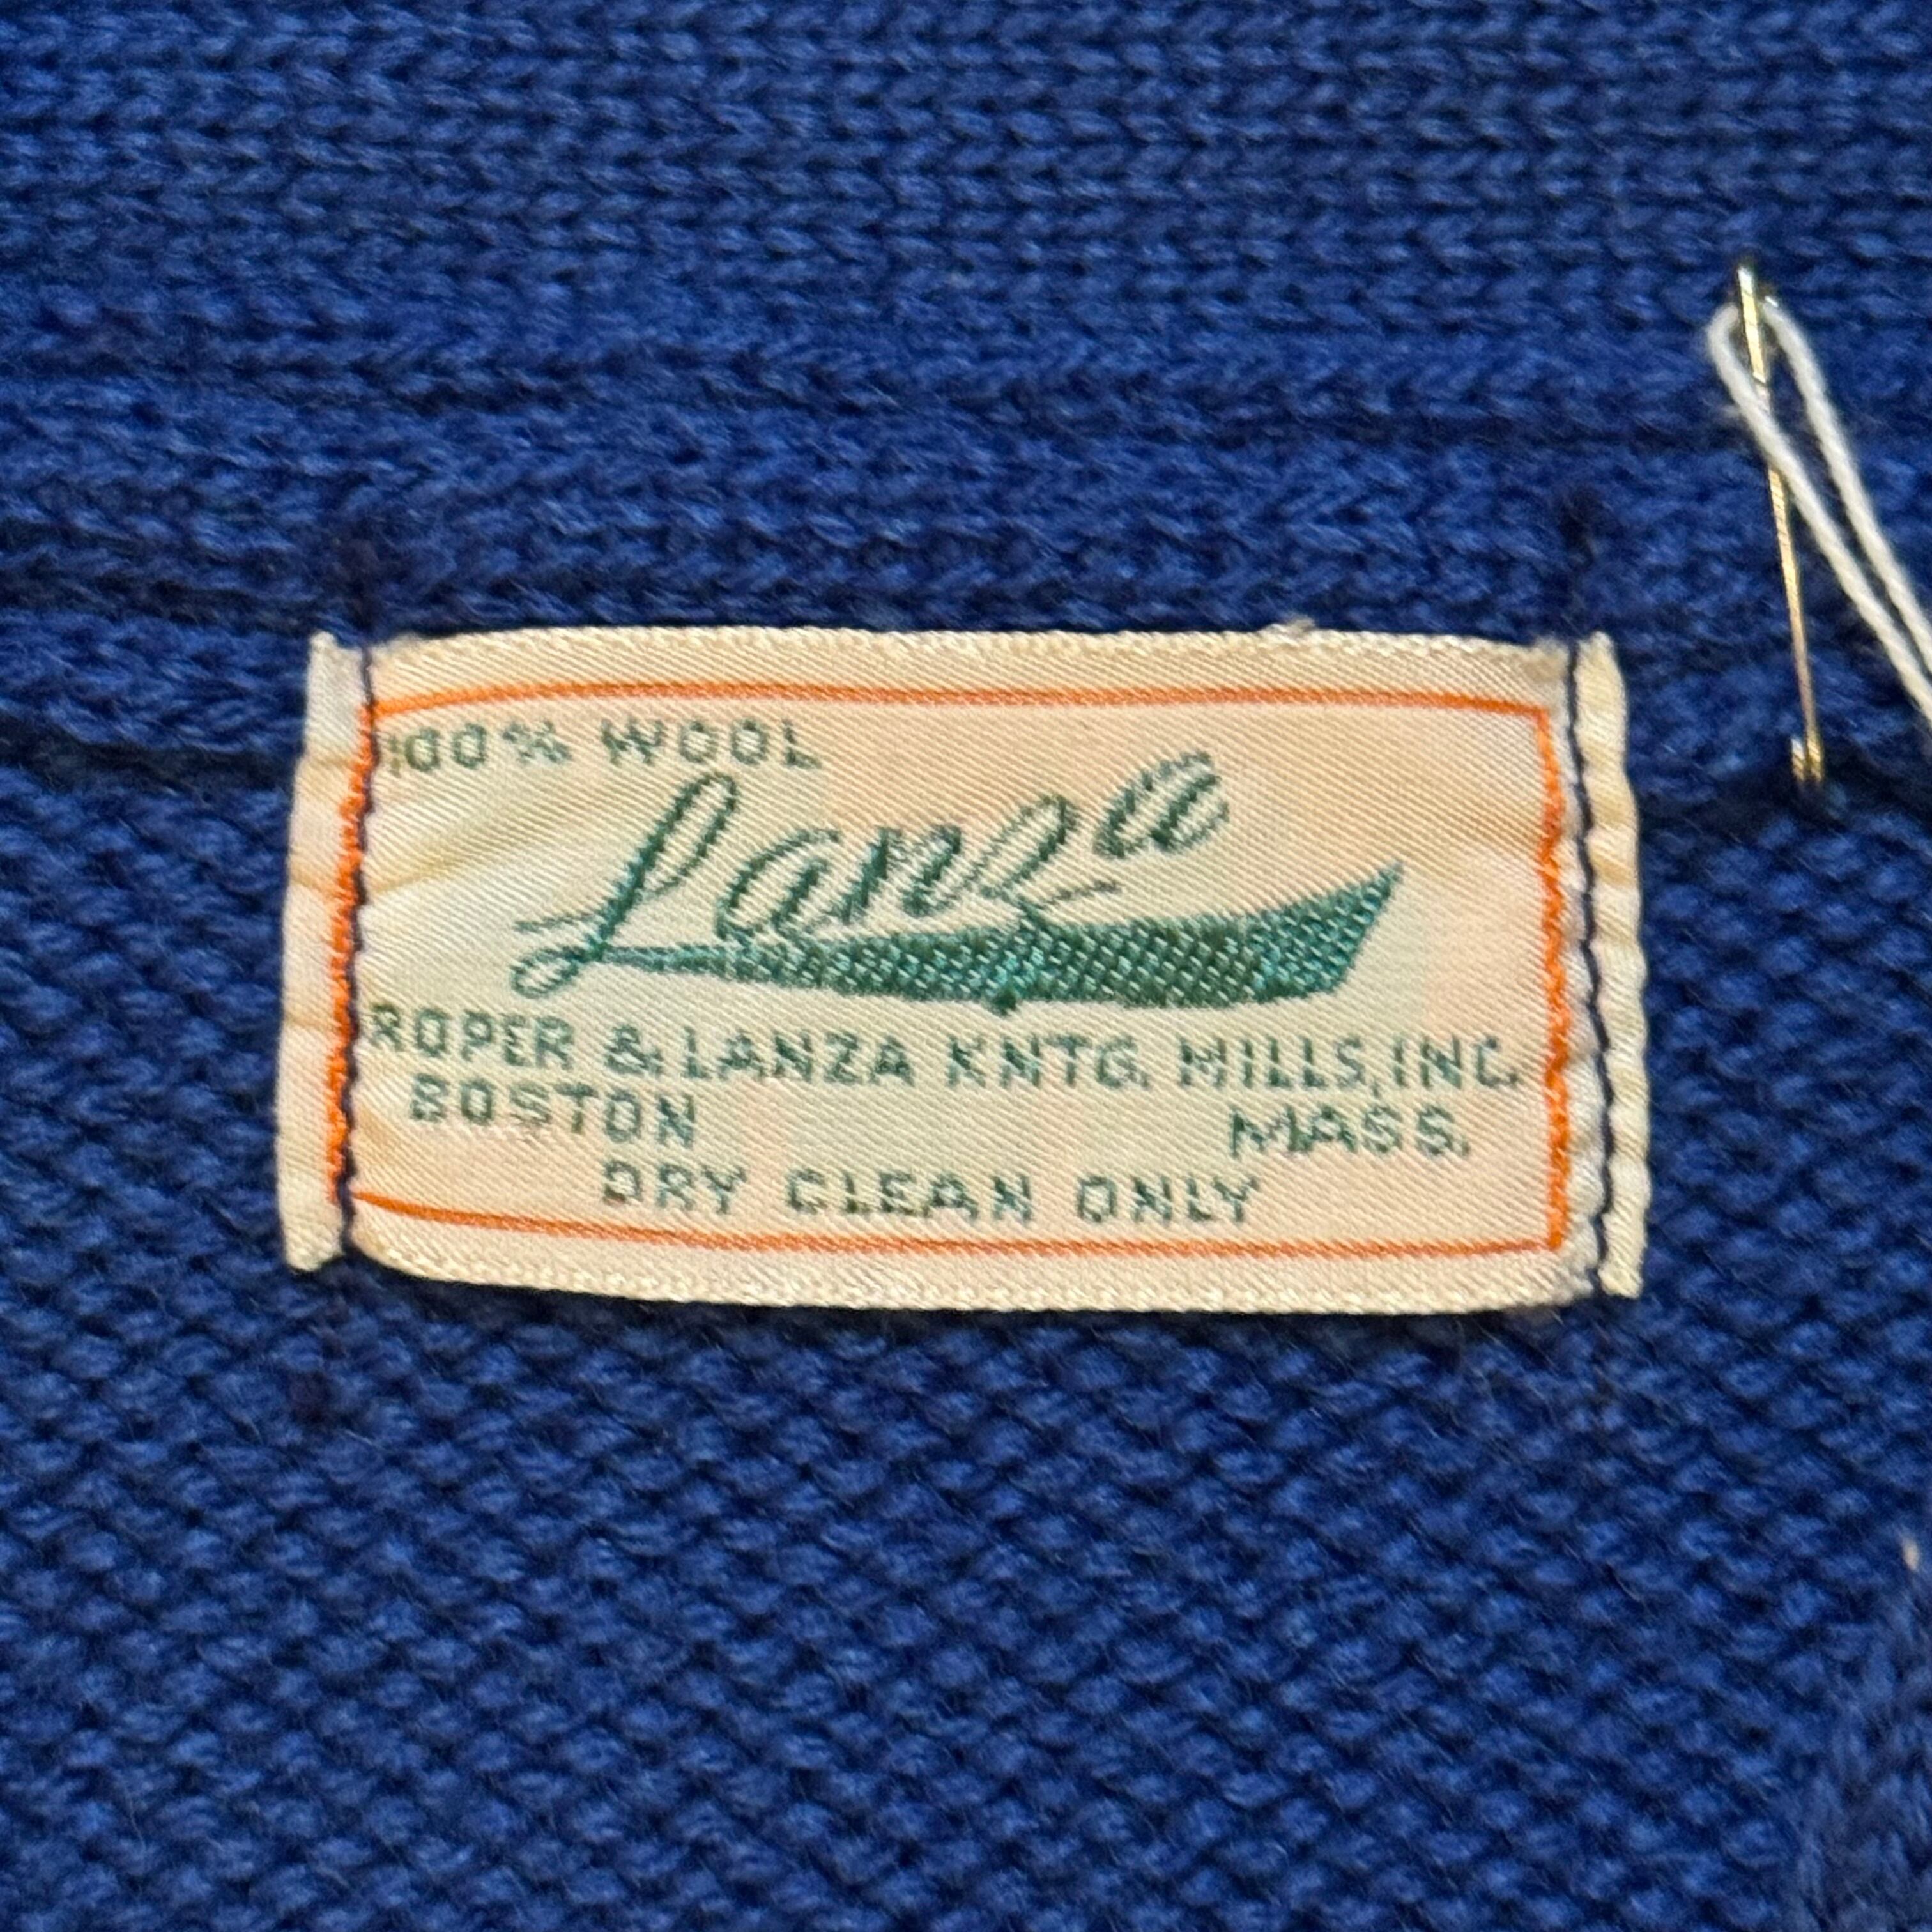 100% WOOL
Lanza
ROPER & LANZA KNTG. MILLS, INC.
BOSTON MASS.
DRY CLEAN ONLY